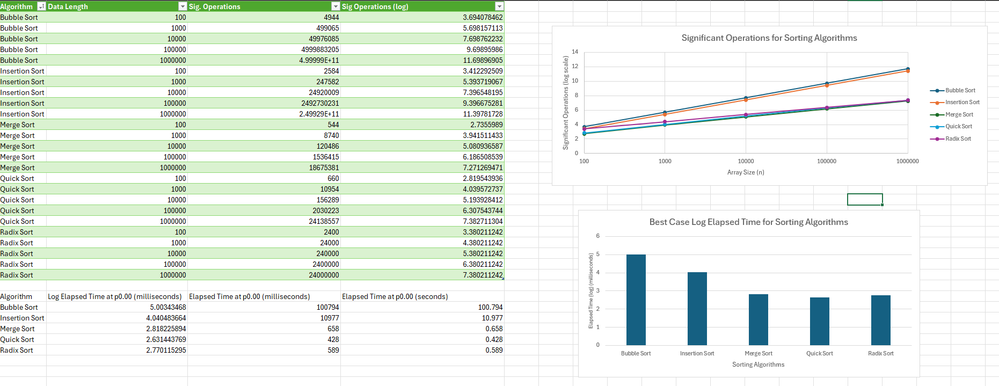 Algorithm Data Length Sig. Operations Sig Operations (log)
Bubble Sort 100 4944 3.694078462
Bubble Sort 1000 499065 5.698157113
Bubble Sort 10000 49976085 7.698762232
Bubble Sort 100000 4999883205 9.69895986
Bubble Sort 1000000 4.99999E+11 11.69896905
Insertion Sort 100 2584 3.412292509
Insertion Sort 1000 247582 5.393719067
Insertion Sort 10000 24920009 7.396548195
Insertion Sort 100000 2492730231 9.396675281
Insertion Sort 1000000 2.49929E+11 11.39781728
Merge Sort 100 544 2.7355989
Merge Sort 1000 8740 3.941511433
Merge Sort 10000 120486 5.080936587
Merge Sort 100000 1536415 6.186508539
Merge Sort 1000000 18675381 7.271269471
Quick Sort 100 660 2.819543936
Quick Sort 1000 10954 4.039572737
Quick Sort 10000 156289 5.193928412
Quick Sort 100000 2030223 6.307543744
Quick Sort 1000000 24138557 7.382711304
Radix Sort 100 2400 3.380211242
Radix Sort 1000 24000 4.380211242
Radix Sort 10000 240000 5.380211242
Radix Sort 100000 2400000 6.380211242
Radix Sort 1000000 24000000 7.380211242
Algorithm Log Elapsed Time at p0.00 (milliseconds) Elapsed Time at p0.00 (milliseconds) Elapsed Time at p0.00 (seconds)
Bubble Sort 5.00343468 100794 100.794
Insertion Sort 4.040483664 10977 10.977
Merge Sort 2.818225894 658 0.658
Quick Sort 2.631443769 428 0.428
Radix Sort 2.770115295 589 0.589
Significant Operations for Sorting Algorithms
Significant Operations (log scale)
14
12
10
8
6
4
2
0
100 1000 10000 100000 1000000
Array Size (n)
Bubble Sort
Insertion Sort
Merge Sort
Quick Sort
Radix Sort
Best Case Log Elapsed Time for Sorting Algorithms
Elapsed Time (log) (milliseconds)
6
5
4
3
2
1
0
Bubble Sort Insertion Sort Merge Sort Quick Sort Radix Sort
Sorting Algorithms